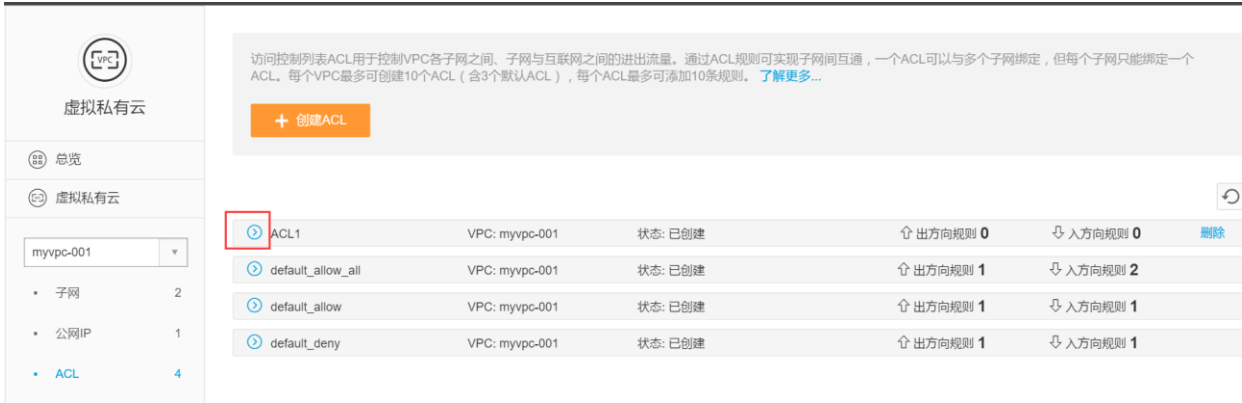 访问控制列表ACL用于控制VPC各子网之间、子网与互联网之间的进出流量。通过ACL规则可实现子网间互通，一个ACL可以与多个子网绑定，但每个子网只能绑定一个
ACL。每个VPC最多可创建10个ACL（含3个默认ACL），每个ACL最多可添加10条规则。 了解更多...
+ 创建ACL
VPC
虚拟私有云
总览
虚拟私有云
myvpc-001
子网 2
公网IP 1
ACL 4
ACL1 VPC: myvpc-001 状态: 已创建 出方向规则 0 入方向规则 0 删除
default_allow_all VPC: myvpc-001 状态: 已创建 出方向规则 1 入方向规则 2
default_allow VPC: myvpc-001 状态: 已创建 出方向规则 1 入方向规则 1
default_deny VPC: myvpc-001 状态: 已创建 出方向规则 1 入方向规则 1